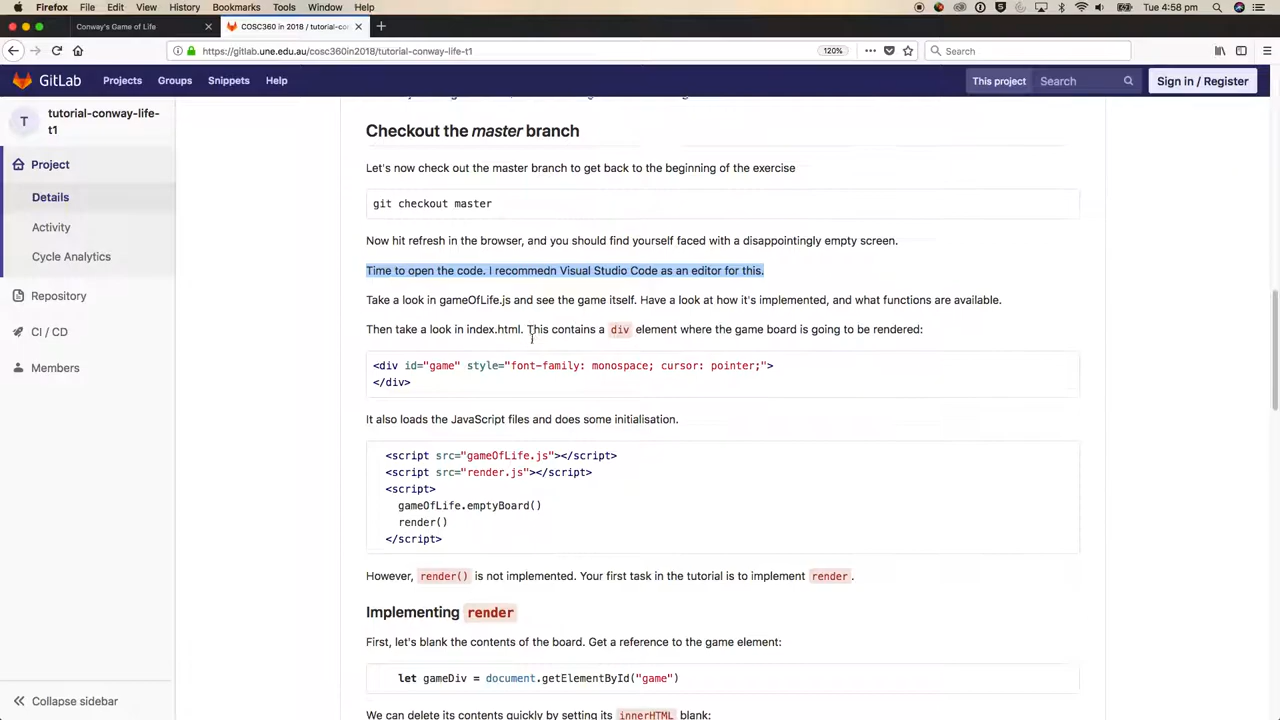 Firefox File Edit View History Bookmarks Tools Window Help
Tue 4:58 pm
Conway's Game of Life
COSC360 in 2018 / tutorial-co
https://gitlab.une.edu.au/cosc360in2018/tutorial-conway-life-t1
120%
Search
GitLab Projects Groups Snippets Help
This project Search
Sign in / Register
T
tutorial-conway-life-
t1
Project
Details
Activity
Cycle Analytics
Repository
CI / CD
Members
Collapse sidebar
Checkout the master branch
Let's now check out the master branch to get back to the beginning of the exercise
git checkout master
Now hit refresh in the browser, and you should find yourself faced with a disappointingly empty screen.
Time to open the code. I recommedn Visual Studio Code as an editor for this.
Take a look in gameOfLife.js and see the game itself. Have a look at how it's implemented, and what functions are available.
Then take a look in index.html. This contains a div element where the game board is going to be rendered:
<div id="game" style="font-family: monospace; cursor: pointer;">
</div>
It also loads the JavaScript files and does some initialisation.
<script src="gameOfLife.js"></script>
<script src="render.js"></script>
<script>
gameOfLife.emptyBoard()
render()
</script>
However, render() is not implemented. Your first task in the tutorial is to implement render.
Implementing render
First, let's blank the contents of the board. Get a reference to the game element:
let gameDiv = document.getElementById("game")
We can delete its contents quickly by setting its innerHTML blank: